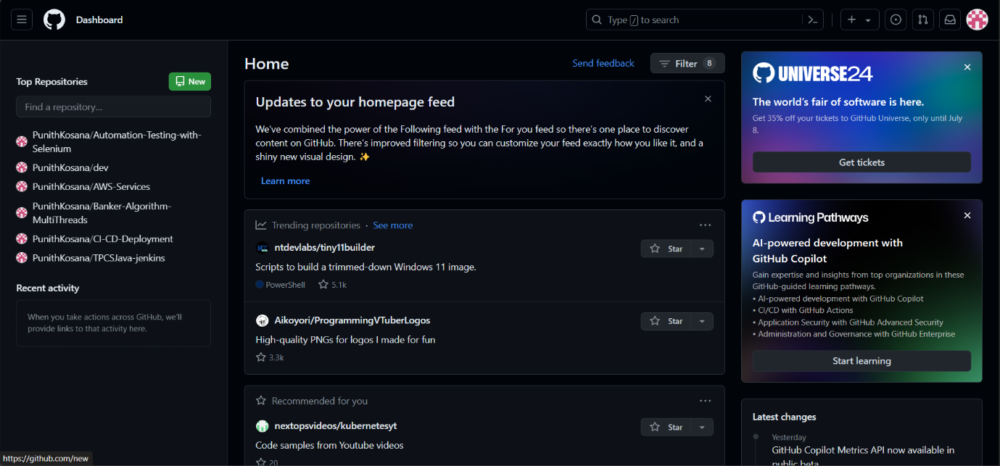 Dashboard
Type / to search
Top Repositories
New
Find a repository...
PunithKosana/Automation-Testing-with-
Selenium
PunithKosana/dev
PunithKosana/AWS-Services
PunithKosana/Banker-Algorithm-
MultiThreads
PunithKosana/CI-CD-Deployment
PunithKosana/TPCSJava-jenkins
Recent activity
When you take actions across GitHub, we'll
provide links to that activity here.
https://github.com/new
Home
Send feedback
Filter 8
Updates to your homepage feed
We've combined the power of the Following feed with the For you feed so there's one place to discover
content on GitHub. There's improved filtering so you can customize your feed exactly how you like it, and a
shiny new visual design. ✨
Learn more
Trending repositories · See more
ntdevlabs/tiny11builder
Star
Scripts to build a trimmed-down Windows 11 image.
PowerShell 5.1k
Aikoyori/ProgrammingVTuberLogos
Star
High-quality PNGs for logos I made for fun
3.3k
Recommended for you
nextopsvideos/kubernetesyt
Star
Code samples from Youtube videos
20
UNIVERSE24
The world's fair of software is here.
Get 35% off your tickets to GitHub Universe, only until July
8.
Get tickets
Learning Pathways
AI-powered development with
GitHub Copilot
Gain expertise and insights from top organizations in these
GitHub-guided learning pathways.
• AI-powered development with GitHub Copilot
• CI/CD with GitHub Actions
• Application Security with GitHub Advanced Security
• Administration and Governance with GitHub Enterprise
Start learning
Latest changes
Yesterday
GitHub Copilot Metrics API now available in
public beta